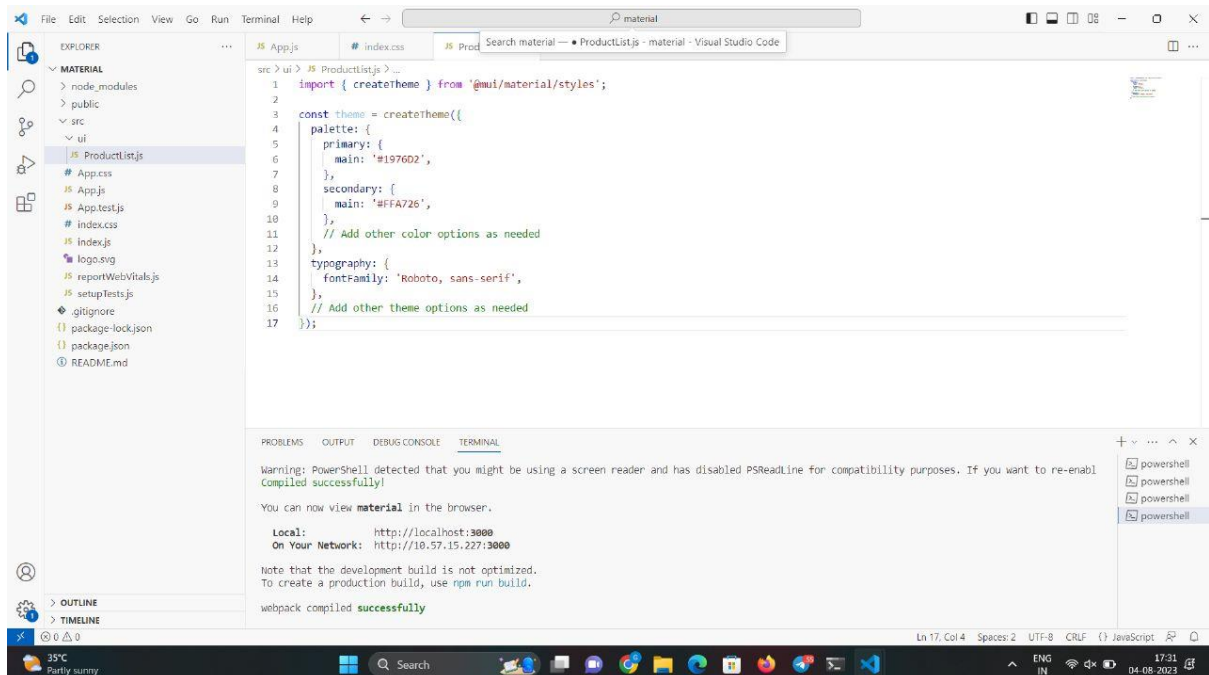 File Edit Selection View Go Run Terminal Help
material
Search material — ● ProductList.js - material - Visual Studio Code
EXPLORER
MATERIAL
node_modules
public
src
ui
ProductList.js
App.css
App.js
App.test.js
index.css
index.js
logo.svg
reportWebVitals.js
setupTests.js
.gitignore
package-lock.json
package.json
README.md
OUTLINE
TIMELINE
JS App.js # index.css JS Prod
src > ui > JS ProductList.js > ...
1 import { createTheme } from '@mui/material/styles';
2
3 const theme = createTheme({
4 palette: {
5 primary: {
6 main: '#1976D2',
7 },
8 secondary: {
9 main: '#FFA726',
10 },
11 // Add other color options as needed
12 },
13 typography: {
14 fontFamily: 'Roboto, sans-serif',
15 },
16 // Add other theme options as needed
17 });
PROBLEMS OUTPUT DEBUG CONSOLE TERMINAL
Warning: PowerShell detected that you might be using a screen reader and has disabled PSReadLine for compatibility purposes. If you want to re-enabl
Compiled successfully!
You can now view material in the browser.
Local: http://localhost:3000
On Your Network: http://10.57.15.227:3000
Note that the development build is not optimized.
To create a production build, use npm run build.
webpack compiled successfully
powershell
powershell
powershell
powershell
0 0 Ln 17, Col 4 Spaces: 2 UTF-8 CRLF {} JavaScript
35°C
Partly sunny
Search
ENG
IN
17:31
04-08-2023